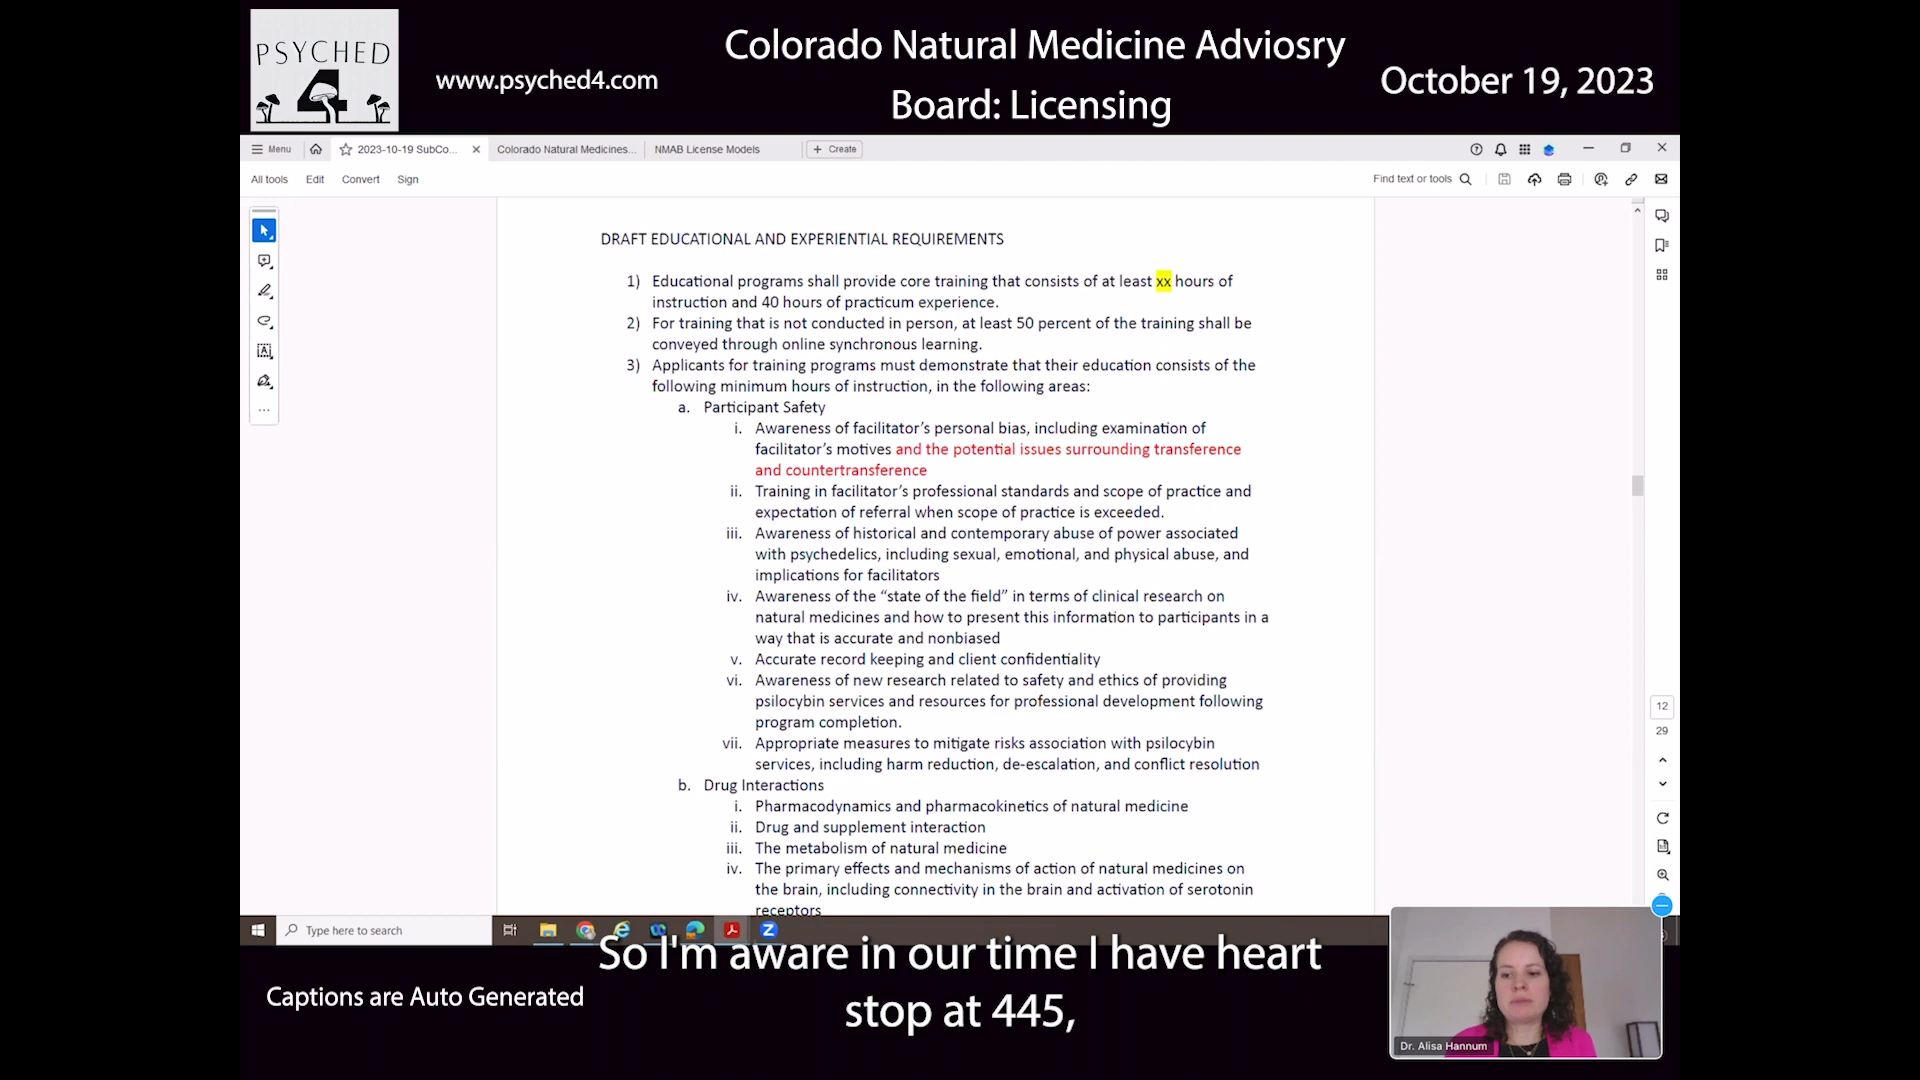 PSYCHED
4
www.psyched4.com
Colorado Natural Medicine Adviosry
Board: Licensing
October 19, 2023
Menu
2023-10-19 SubCo...
Colorado Natural Medicines...
NMAB License Models
+ Create
All tools
Edit
Convert
Sign
Find text or tools
DRAFT EDUCATIONAL AND EXPERIENTIAL REQUIREMENTS
1) Educational programs shall provide core training that consists of at least xx hours of
instruction and 40 hours of practicum experience.
2) For training that is not conducted in person, at least 50 percent of the training shall be
conveyed through online synchronous learning.
3) Applicants for training programs must demonstrate that their education consists of the
following minimum hours of instruction, in the following areas:
a. Participant Safety
i. Awareness of facilitator's personal bias, including examination of
facilitator's motives and the potential issues surrounding transference
and countertransference
ii. Training in facilitator's professional standards and scope of practice and
expectation of referral when scope of practice is exceeded.
iii. Awareness of historical and contemporary abuse of power associated
with psychedelics, including sexual, emotional, and physical abuse, and
implications for facilitators
iv. Awareness of the “state of the field” in terms of clinical research on
natural medicines and how to present this information to participants in a
way that is accurate and nonbiased
v. Accurate record keeping and client confidentiality
vi. Awareness of new research related to safety and ethics of providing
psilocybin services and resources for professional development following
program completion.
vii. Appropriate measures to mitigate risks association with psilocybin
services, including harm reduction, de-escalation, and conflict resolution
b. Drug Interactions
i. Pharmacodynamics and pharmacokinetics of natural medicine
ii. Drug and supplement interaction
iii. The metabolism of natural medicine
iv. The primary effects and mechanisms of action of natural medicines on
the brain, including connectivity in the brain and activation of serotonin
receptors
12
29
Type here to search
So I'm aware in our time I have heart
stop at 445,
Captions are Auto Generated
Dr. Alisa Hannum